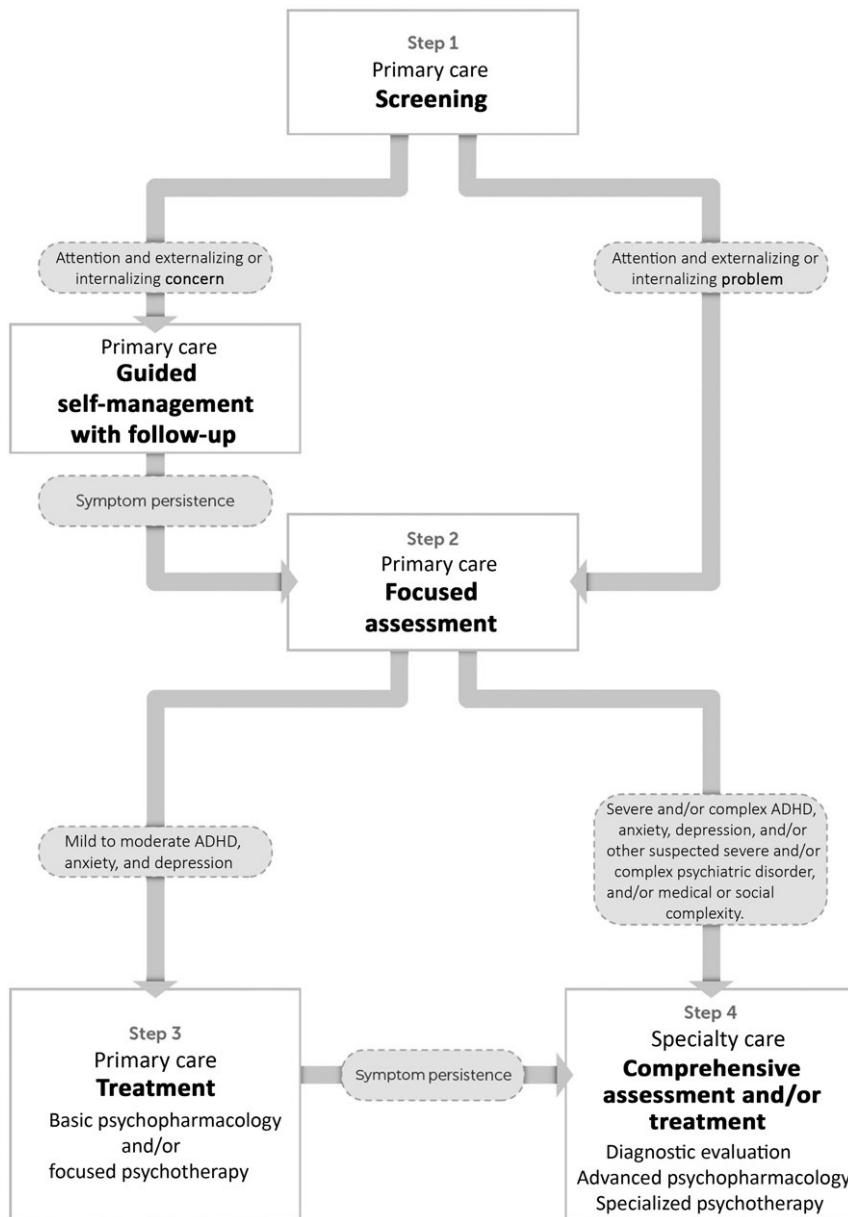 Step 1
Primary care
Screening
Attention and externalizing or
internalizing concern
Attention and externalizing or
internalizing problem
Primary care
Guided
self-management
with follow-up
Symptom persistence
Step 2
Primary care
Focused
assessment
Mild to moderate ADHD,
anxiety, and depression
Severe and/or complex ADHD,
anxiety, depression, and/or
other suspected severe and/or
complex psychiatric disorder,
and/or medical or social
complexity.
Step 3
Primary care
Treatment
Basic psychopharmacology
and/or
focused psychotherapy
Symptom persistence
Step 4
Specialty care
Comprehensive
assessment and/or
treatment
Diagnostic evaluation
Advanced psychopharmacology
Specialized psychotherapy